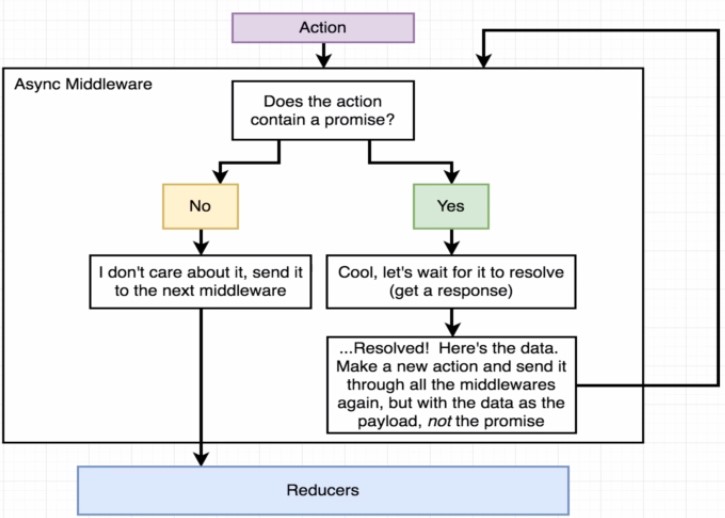 Action
Async Middleware
Does the action
contain a promise?
No
Yes
I don't care about it, send it
to the next middleware
Cool, let's wait for it to resolve
(get a response)
...Resolved!  Here's the data.
Make a new action and send it
through all the middlewares
again, but with the data as the
payload, not the promise
Reducers